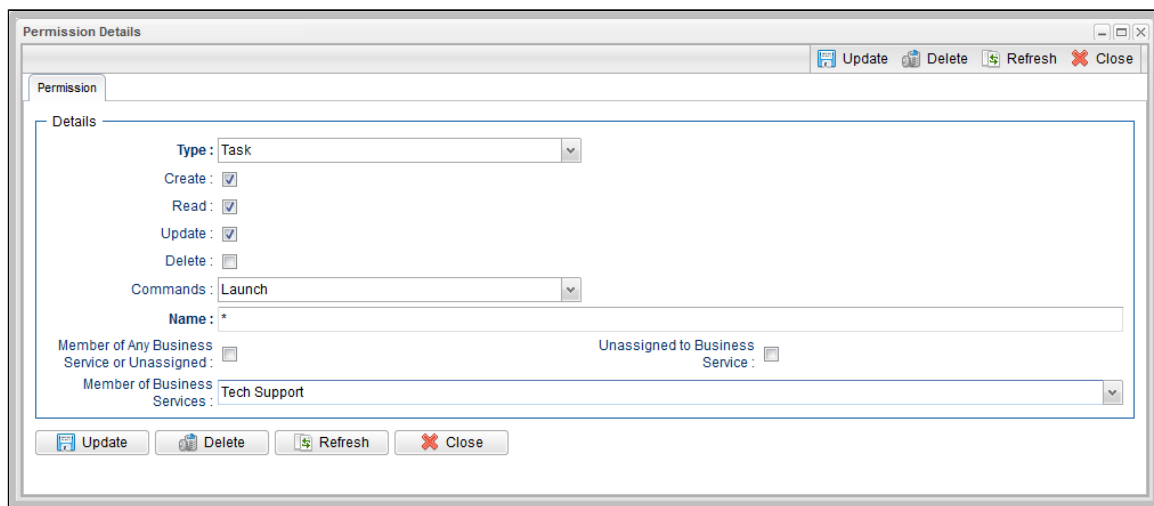 Permission Details
Update Delete Refresh Close
Permission
Details
Type : Task
Create :
Read :
Update :
Delete :
Commands : Launch
Name : *
Member of Any Business
Service or Unassigned :
Unassigned to Business
Service :
Member of Business
Services :
Tech Support
Update Delete Refresh Close